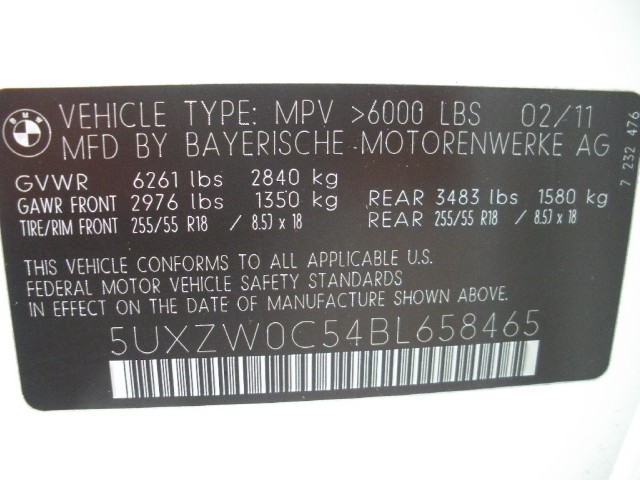 BMW
VEHICLE TYPE: MPV >6000 LBS 02/11
MFD BY BAYERISCHE MOTORENWERKE AG
GVWR 6261 lbs 2840 kg
GAWR FRONT 2976 lbs 1350 kg REAR 3483 lbs 1580 kg
TIRE/RIM FRONT 255/55 R18 / 8.5J x 18 REAR 255/55 R18 / 8.5J x 18
THIS VEHICLE CONFORMS TO ALL APPLICABLE U.S.
FEDERAL MOTOR VEHICLE SAFETY STANDARDS
IN EFFECT ON THE DATE OF MANUFACTURE SHOWN ABOVE.
5UXZW0C54BL658465
7 232 476